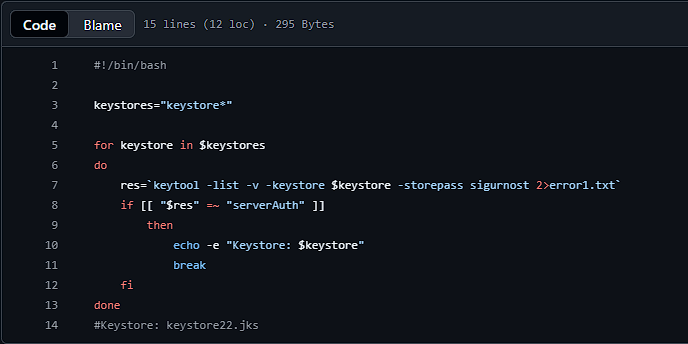 Code Blame 15 lines (12 loc) · 295 Bytes
1 #!/bin/bash
2
3 keystores="keystore*"
4
5 for keystore in $keystores
6 do
7     res=`keytool -list -v -keystore $keystore -storepass sigurnost 2>error1.txt`
8     if [[ "$res" =~ "serverAuth" ]]
9         then
10             echo -e "Keystore: $keystore"
11             break
12     fi
13 done
14 #Keystore: keystore22.jks